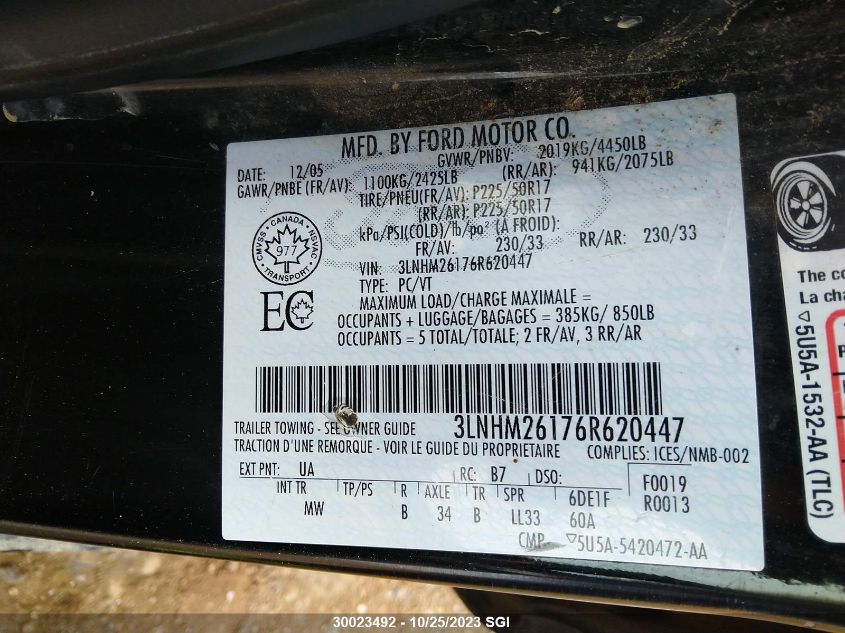 MFD. BY FORD MOTOR CO.
DATE: 12/05 GVWR/PNBV: 2019KG/4450LB
GAWR/PNBE (FR/AV): 1100KG/2425LB (RR/AR): 941KG/2075LB
TIRE/PNEU(FR/AV): P225/50R17
(RR/AR): P225/50R17
kPa/PSI(COLD)/lb/po² (A FROID):
FR/AV: 230/33 RR/AR: 230/33
CMVSS · CANADA · NSVAC
977
TRANSPORT
VIN: 3LNHM26176R620447
TYPE: PC/VT
EC
MAXIMUM LOAD/CHARGE MAXIMALE =
OCCUPANTS + LUGGAGE/BAGAGES = 385KG/ 850LB
OCCUPANTS = 5 TOTAL/TOTALE; 2 FR/AV, 3 RR/AR
TRAILER TOWING - SEE OWNER GUIDE 3LNHM26176R620447
TRACTION D'UNE REMORQUE - VOIR LE GUIDE DU PROPRIETAIRE COMPLIES: ICES/NMB-002
EXT PNT: UA RC: B7 DSO: F0019
INT TR TP/PS R AXLE TR SPR 6DE1F R0013
MW B 34 B LL33 60A
CMP ▽5U5A-5420472-AA
The co
La cha
▽5U5A-1532-AA (TLC)
30023492 - 10/25/2023 SGI